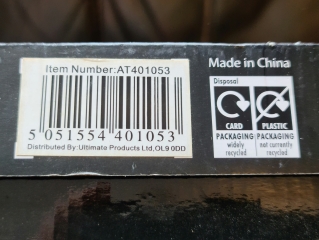 Item Number:AT401053
5 051554 401053
Distributed By:Ultimate Products Ltd,OL9 0DD
Made in China
Disposal
CARD
PACKAGING
widely
recycled
PLASTIC
PACKAGING
not currently
recycled